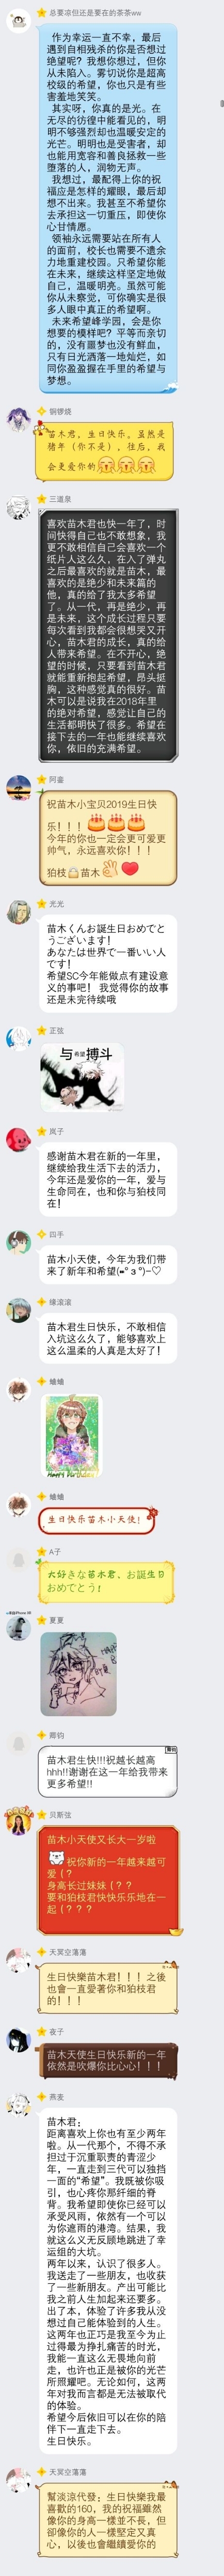 总要凉但还是要在的茶茶ww
作为幸运一直不幸，最后
遇到自相残杀的你是否想过
绝望呢？我想你想过，但你
从未陷入。雾切说你是超高
校级的希望，你也只是有些
害羞地笑笑。
其实呀，你真的是光。在
无尽的彷徨中能看见的，明
明不够强烈却也温暖安定的
光芒。明明也是受害者，却
也能用宽容和善良拯救一些
堕落的人，润物无声。
我想过，最配得上你的祝
福应是怎样的耀眼，最后却
想不出来。我甚至不希望你
去承担这一切重压，即使你
心甘情愿。
领袖永远需要站在所有人
的面前，校长也需要不遗余
力地重建校园。只希望你能
在未来，继续这样坚定地做
自己，温暖明亮。虽然可能
你从未察觉，可你确实是很
多人眼中真正的希望啊。
未来希望峰学园，会是你
想要的模样吧？平等而亲切
的，没有噩梦也没有鲜血，
只有日光洒落一地灿烂，如
同你盈盈握在手里的希望与
梦想。
铜锣烧
苗木君，生日快乐。虽然是
猪年（你不是），往后，我
会更爱你的
三道泉
喜欢苗木君也快一年了，时
间快得自己也不敢想象，我
更不敢相信自己会喜欢一个
纸片人这么久，在入了弹丸
之后最喜欢的就是苗木，最
喜欢的是绝少和未来篇的
他，真的给了我太多希望
了。从一代，再是绝少，再
是未来，这个成长过程只要
每次看到我都会很想哭又开
心，苗木君的成长，真的给
人带来希望。在不开心，绝
望的时候，只要看到苗木君
就能重新抱起希望，昂头挺
胸，这种感觉真的很好。苗
木可以是说我在2018年里
的绝对希望，感觉让自己的
生活都明快了很多。希望在
接下去的一年也能继续喜欢
你，依旧的充满希望。
阿銮
祝苗木小宝贝2019生日快
乐！！！
今年的你也一定会更可爱更
帅气，永远喜欢你！！！
狛枝苗木
光光
苗木くんお誕生日おめでと
うございます！
あなたは世界で一番いい人
です！
希望SC今年能做点有建设意
义的事吧！ 我觉得你的故事
还是未完待续哦
正弦
与希望搏斗
岚子
感谢苗木君在新的一年里，
继续给我生活下去的活力，
今年还是爱你的一年，爱与
生命同在，也和你与狛枝同
在！
四手
苗木小天使，今年为我们带
来了新年和希望
缘滚滚
苗木君生日快乐，不敢相信
入坑这么久了，能够喜欢上
这么温柔的人真是太好了！
蛐蛐
Happy Birthday!
蛐蛐
生日快乐苗木小天使！
A子
大好きな苗木君、お誕生日
おめでとう！
夏夏
卿钧
苗木君生快!!!祝越长越高
hhh!!谢谢在这一年给我带来
更多希望!!
贝斯弦
苗木小天使又长大一岁啦
祝你新的一年越来越可
爱（？
身高长过妹妹（？？
要和狛枝君快快乐乐地在一
起（？？？
天冥空蕩蕩
生日快樂苗木君！！！之後
也會一直愛著你和狛枝君
的！！！
夜子
苗木天使生日快乐新的一年
依然是吹爆你比心心！！！
燕麦
苗木君：
距离喜欢上你也有至少两年
啦。从一代那个，不得不承
担过于沉重职责的青涩少
年，一直走到三代可以独挡
一面的“希望”。我既被你吸
引，也心疼你那纤细的脊
背。我希望即使你已经可以
承受风雨，依然有一个可以
为你遮雨的港湾。结果，我
就这么义无反顾地跳进了幸
运组的大坑。
两年以来，认识了很多人。
我送走了一些朋友，也收获
了一些新朋友。产出可能比
我之前人生加起来还要多。
出了本，体验了许多我从没
想过自己能体验到的人生。
这两年也正巧是我至今为止
过得最为挣扎痛苦的时光，
我能一直这么无畏地向前
走，也许也正是被你的光芒
所照耀吧。无论如何，这两
年对我而言都是无法被取代
的体验。
希望今后依旧可以在你的陪
伴下一直走下去。
生日快乐。
天冥空蕩蕩
幫淡漾代發：生日快樂我最
喜歡的160，我的祝福雖然
像你的身高一樣並不長，但
卻像你的人一樣堅定又真
心，以後也會繼續愛你的